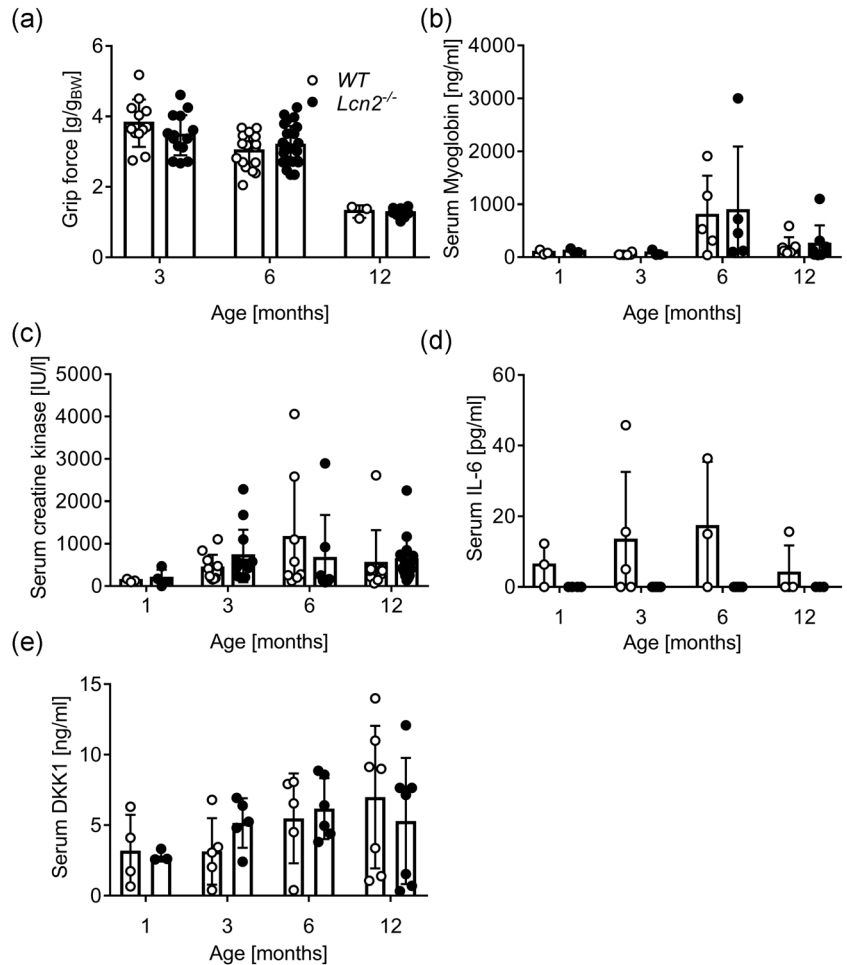 (a)
Grip force [g/gBW]
6
4
2
0
WT
Lcn2-/-
3 6 12
Age [months]
(b)
Serum Myoglobin [ng/ml]
4000
3000
2000
1000
0
1 3 6 12
Age [months]
(c)
Serum creatine kinase [IU/l]
5000
4000
3000
2000
1000
0
1 3 6 12
Age [months]
(d)
Serum IL-6 [pg/ml]
60
40
20
0
1 3 6 12
Age [months]
(e)
Serum DKK1 [ng/ml]
15
10
5
0
1 3 6 12
Age [months]